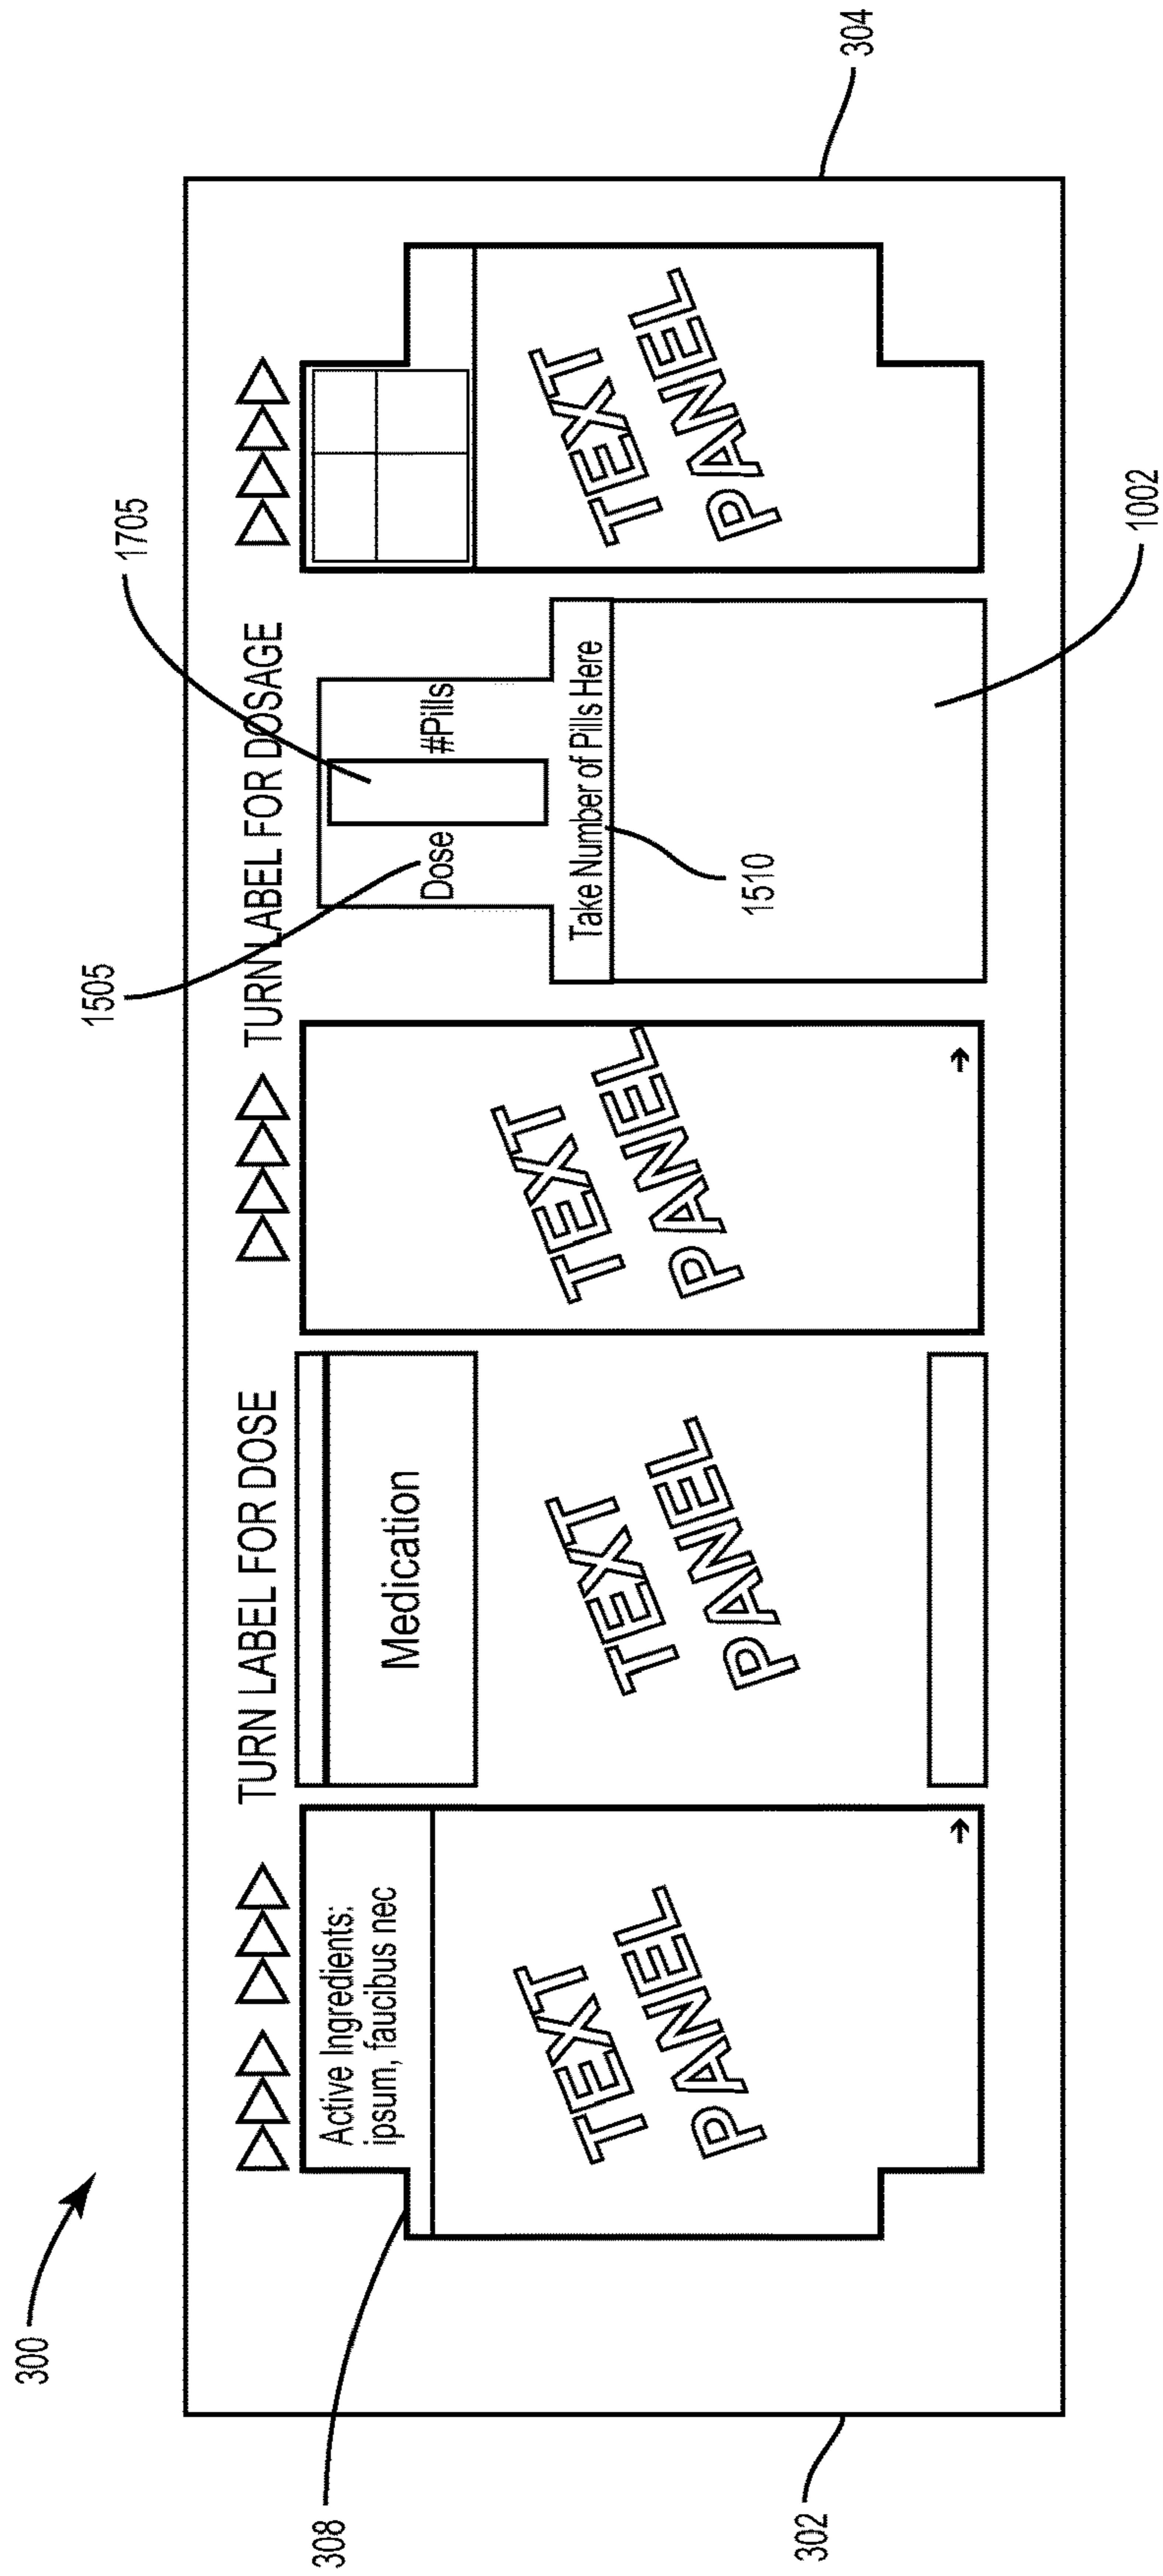 300
308
302
304
1505
1705
1510
1002
TURN LABEL FOR DOSE
TURN LABEL FOR DOSAGE
Active Ingredients:
ipsum, faucibus nec
TEXT
PANEL
Medication
TEXT
PANEL
TEXT
PANEL
Dose
#Pills
Take Number of Pills Here
TEXT
PANEL